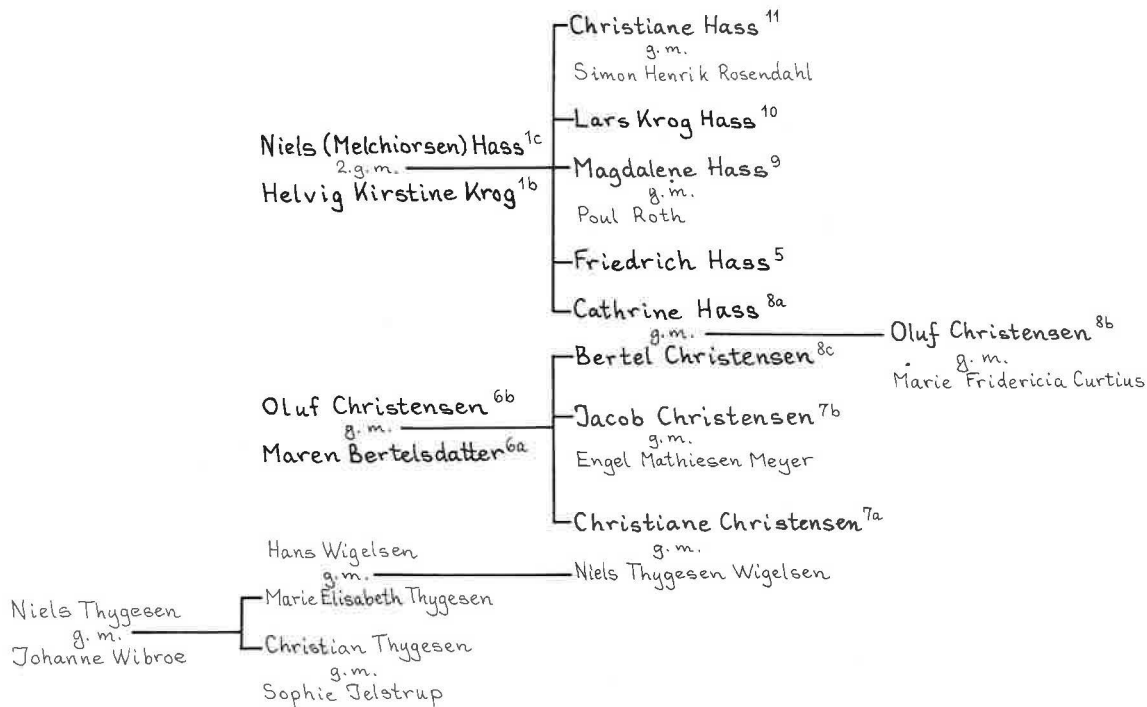 Christiane Hass 11
g.m.
Simon Henrik Rosendahl
Lars Krog Hass 10
Niels (Melchiorsen) Hass 1c
2.g.m.
Helvig Kirstine Krog 1b
Magdalene Hass 9
g.m.
Poul Roth
Friedrich Hass 5
Cathrine Hass 8a
g.m.
Bertel Christensen 8c
Oluf Christensen 8b
g.m.
Marie Fridericia Curtius
Oluf Christensen 6b
g.m.
Maren Bertelsdatter 6a
Jacob Christensen 7b
g.m.
Engel Mathiesen Meyer
Christiane Christensen 7a
g.m.
Niels Thygesen Wigelsen
Hans Wigelsen
g.m.
Marie Elisabeth Thygesen
Niels Thygesen
g.m.
Johanne Wibroe
Christian Thygesen
g.m.
Sophie Jelstrup